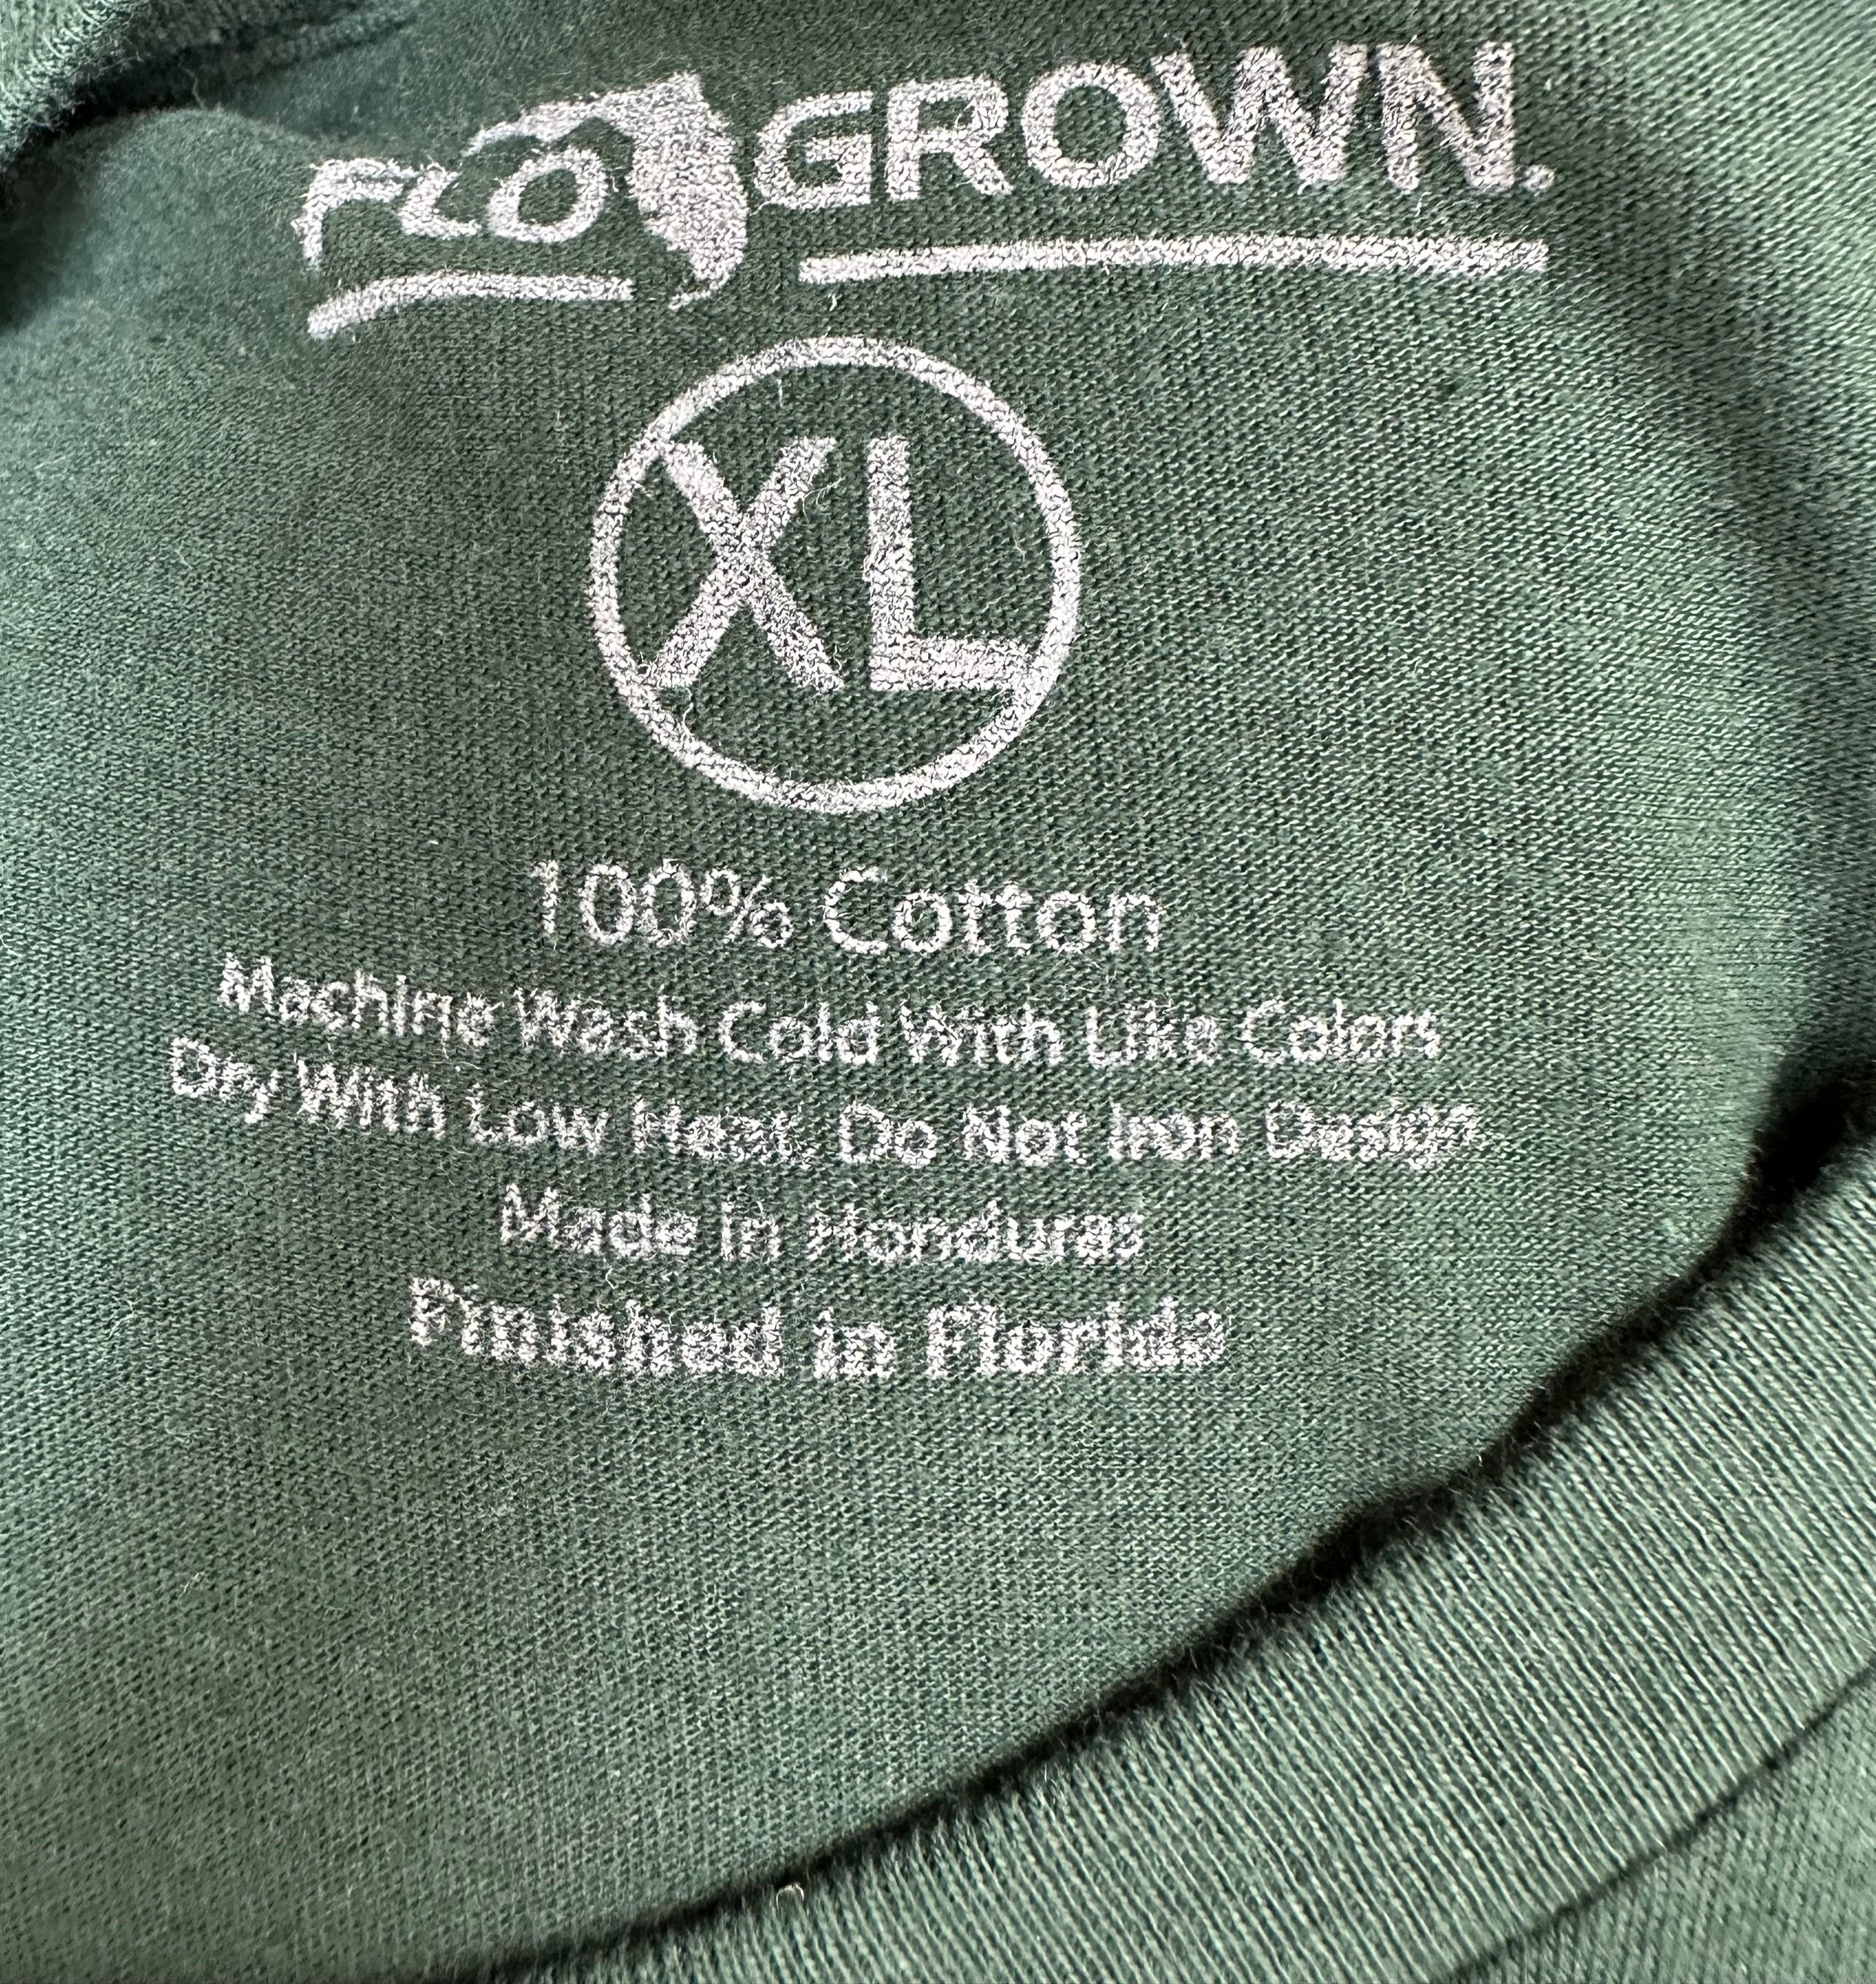 FLO GROWN.
XL
100% Cotton
Machine Wash Cold With Like Colors
Dry With Low Heat, Do Not Iron Design
Made in Honduras
Finished in Florida